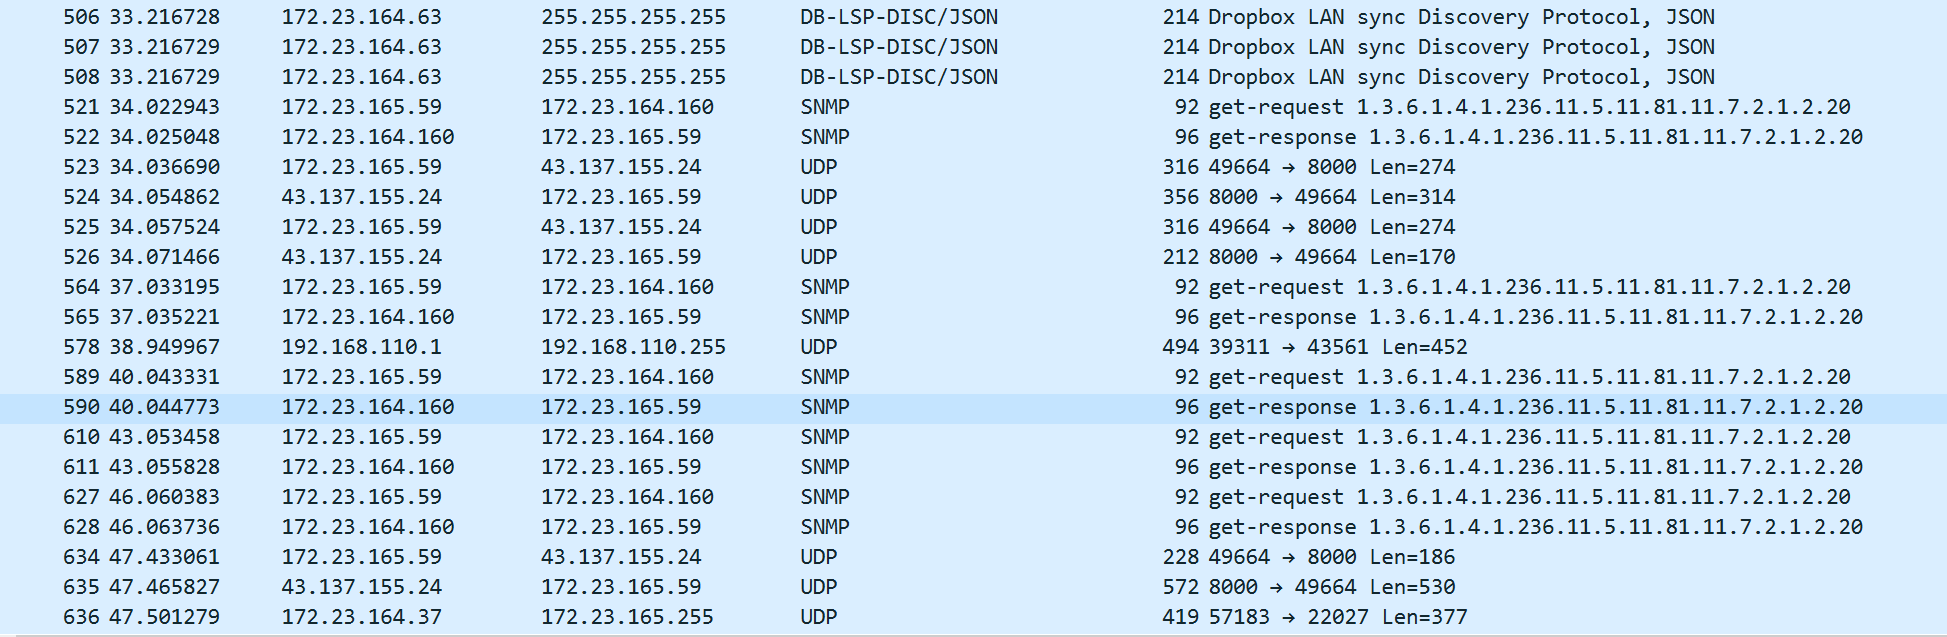 506 33.216728 172.23.164.63 255.255.255.255 DB-LSP-DISC/JSON 214 Dropbox LAN sync Discovery Protocol, JSON
507 33.216729 172.23.164.63 255.255.255.255 DB-LSP-DISC/JSON 214 Dropbox LAN sync Discovery Protocol, JSON
508 33.216729 172.23.164.63 255.255.255.255 DB-LSP-DISC/JSON 214 Dropbox LAN sync Discovery Protocol, JSON
521 34.022943 172.23.165.59 172.23.164.160 SNMP 92 get-request 1.3.6.1.4.1.236.11.5.11.81.11.7.2.1.2.20
522 34.025048 172.23.164.160 172.23.165.59 SNMP 96 get-response 1.3.6.1.4.1.236.11.5.11.81.11.7.2.1.2.20
523 34.036690 172.23.165.59 43.137.155.24 UDP 316 49664 → 8000 Len=274
524 34.054862 43.137.155.24 172.23.165.59 UDP 356 8000 → 49664 Len=314
525 34.057524 172.23.165.59 43.137.155.24 UDP 316 49664 → 8000 Len=274
526 34.071466 43.137.155.24 172.23.165.59 UDP 212 8000 → 49664 Len=170
564 37.033195 172.23.165.59 172.23.164.160 SNMP 92 get-request 1.3.6.1.4.1.236.11.5.11.81.11.7.2.1.2.20
565 37.035221 172.23.164.160 172.23.165.59 SNMP 96 get-response 1.3.6.1.4.1.236.11.5.11.81.11.7.2.1.2.20
578 38.949967 192.168.110.1 192.168.110.255 UDP 494 39311 → 43561 Len=452
589 40.043331 172.23.165.59 172.23.164.160 SNMP 92 get-request 1.3.6.1.4.1.236.11.5.11.81.11.7.2.1.2.20
590 40.044773 172.23.164.160 172.23.165.59 SNMP 96 get-response 1.3.6.1.4.1.236.11.5.11.81.11.7.2.1.2.20
610 43.053458 172.23.165.59 172.23.164.160 SNMP 92 get-request 1.3.6.1.4.1.236.11.5.11.81.11.7.2.1.2.20
611 43.055828 172.23.164.160 172.23.165.59 SNMP 96 get-response 1.3.6.1.4.1.236.11.5.11.81.11.7.2.1.2.20
627 46.060383 172.23.165.59 172.23.164.160 SNMP 92 get-request 1.3.6.1.4.1.236.11.5.11.81.11.7.2.1.2.20
628 46.063736 172.23.164.160 172.23.165.59 SNMP 96 get-response 1.3.6.1.4.1.236.11.5.11.81.11.7.2.1.2.20
634 47.433061 172.23.165.59 43.137.155.24 UDP 228 49664 → 8000 Len=186
635 47.465827 43.137.155.24 172.23.165.59 UDP 572 8000 → 49664 Len=530
636 47.501279 172.23.164.37 172.23.165.255 UDP 419 57183 → 22027 Len=377